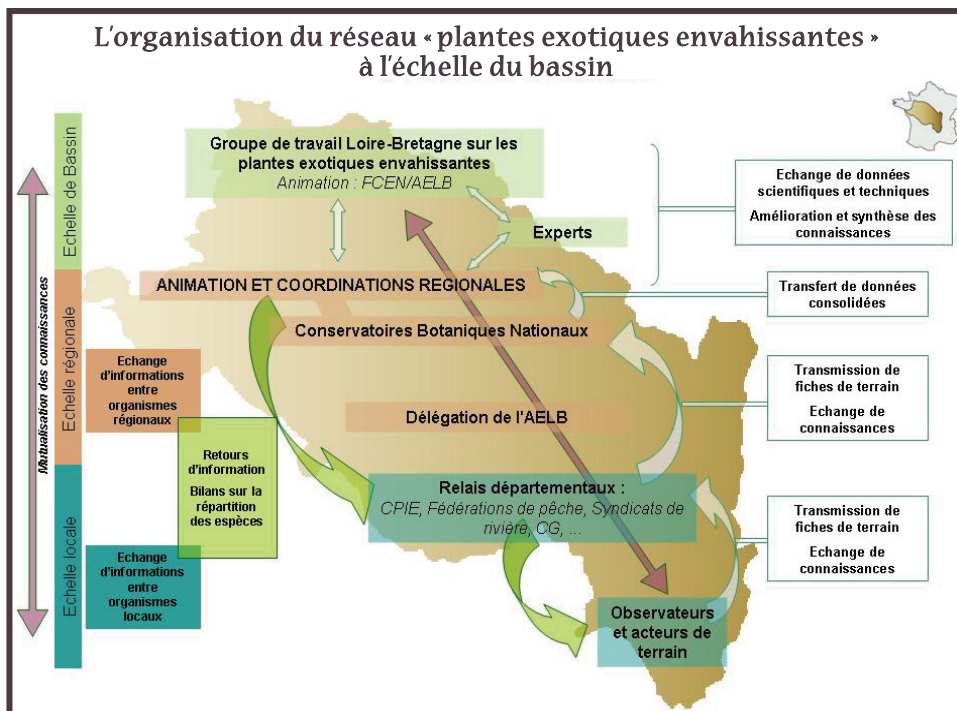 L'organisation du réseau « plantes exotiques envahissantes »
à l'échelle du bassin
Mutualisation des connaissances
Echelle de Bassin
Echelle régionale
Echelle locale
Groupe de travail Loire-Bretagne sur les
plantes exotiques envahissantes
Animation : FCEN/AELB
Experts
ANIMATION ET COORDINATIONS REGIONALES
Conservatoires Botaniques Nationaux
Délégation de l'AELB
Relais départementaux :
CPIE, Fédérations de pêche, Syndicats de
rivière, CG, ...
Observateurs
et acteurs de
terrain
Echange
d'informations
entre
organismes
régionaux
Retours
d'information
Bilans sur la
répartition
des espèces
Echange
d'informations
entre
organismes
locaux
Echange de données
scientifiques et techniques
Amélioration et synthèse des
connaissances
Transfert de données
consolidées
Transmission de
fiches de terrain
Echange de
connaissances
Transmission de
fiches de terrain
Echange de
connaissances